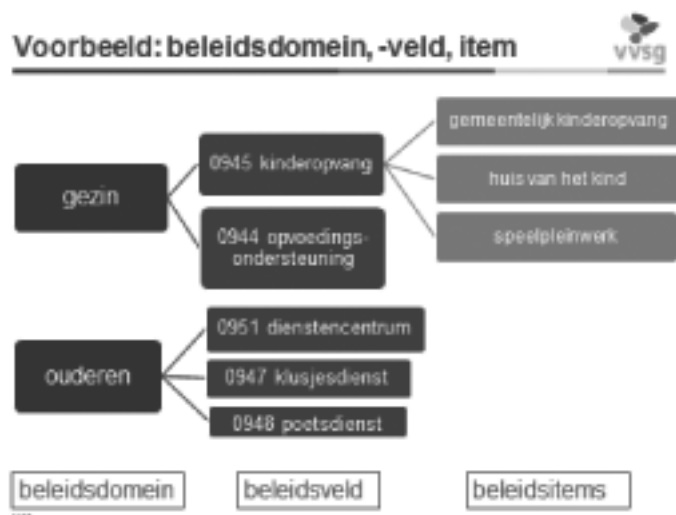 Voorbeeld: beleidsdomein, -veld, item
vvsg
gezin
0945 kinderopvang
0944 opvoedings-
ondersteuning
gemeentelijk kinderopvang
huis van het kind
speelpleinwerk
ouderen
0951 dienstencentrum
0947 klusjesdienst
0948 poetsdienst
beleidsdomein
beleidsveld
beleidsitems